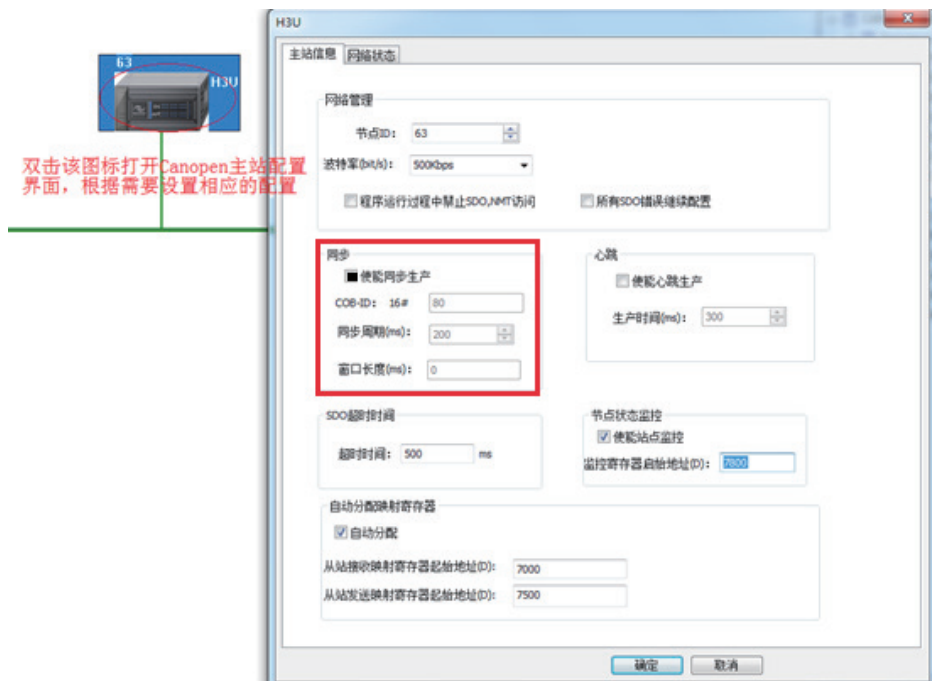 H3U
主站信息 网络状态
63
H3U
双击该图标打开Canopen主站配置
界面，根据需要设置相应的配置
网络管理
节点ID： 63
波特率(bit/s)： 500Kbps
程序运行过程中禁止SDO,NMT访问 所有SDO错误继续配置
同步
使能同步生产
COB-ID： 16# 80
同步周期(ms)： 200
窗口长度(ms)： 0
心跳
使能心跳生产
生产时间(ms)： 300
SDO超时时间
超时时间： 500 ms
节点状态监控
使能站点监控
监控寄存器启始地址(D)： 7800
自动分配映射寄存器
自动分配
从站接收映射寄存器起始地址(D)： 7000
从站发送映射寄存器起始地址(D)： 7500
确定 取消